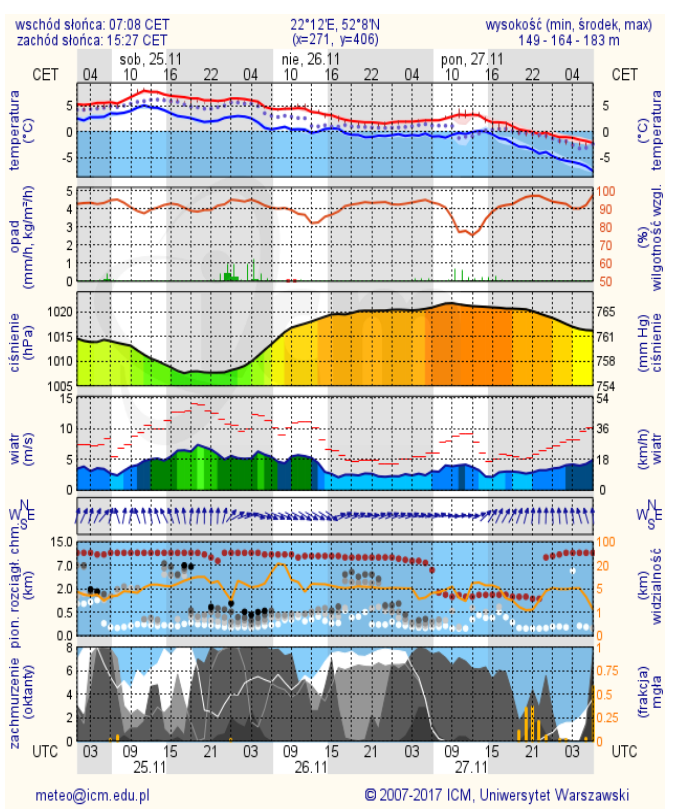 wschód słońca: 07:08 CET 22°12'E, 52°8'N wysokość (min, środek, max)
zachód słońca: 15:27 CET (x=271, y=406) 149 - 164 - 183 m
sob, 25.11 nie, 26.11 pon, 27.11
CET 04 10 16 22 04 10 16 22 04 10 16 22 04 CET
temperatura (°C) 5 0 -5 5 0 -5 (°C) temperatura
opad (mm/h, kg/m²/h) 5 4 3 2 1 0 100 90 80 70 60 50 (%) wilgotność wzgl.
ciśnienie (hPa) 1020 1015 1010 1005 765 761 758 754 (mm Hg) ciśnienie
wiatr (m/s) 15 10 5 0 54 36 18 0 (km/h) wiatr
N W E S N W E S
pion. rozciągł. chm. (km) 15.0 7.0 2.0 0.5 0.0 100 20 5 1 0 (km) widzialność
zachmurzenie (oktanty) 8 6 4 2 0 1 0.75 0.5 0.25 0 (frakcja) mgła
UTC 03 09 15 21 03 09 15 21 03 09 15 21 03 UTC
25.11 26.11 27.11
meteo@icm.edu.pl © 2007-2017 ICM, Uniwersytet Warszawski